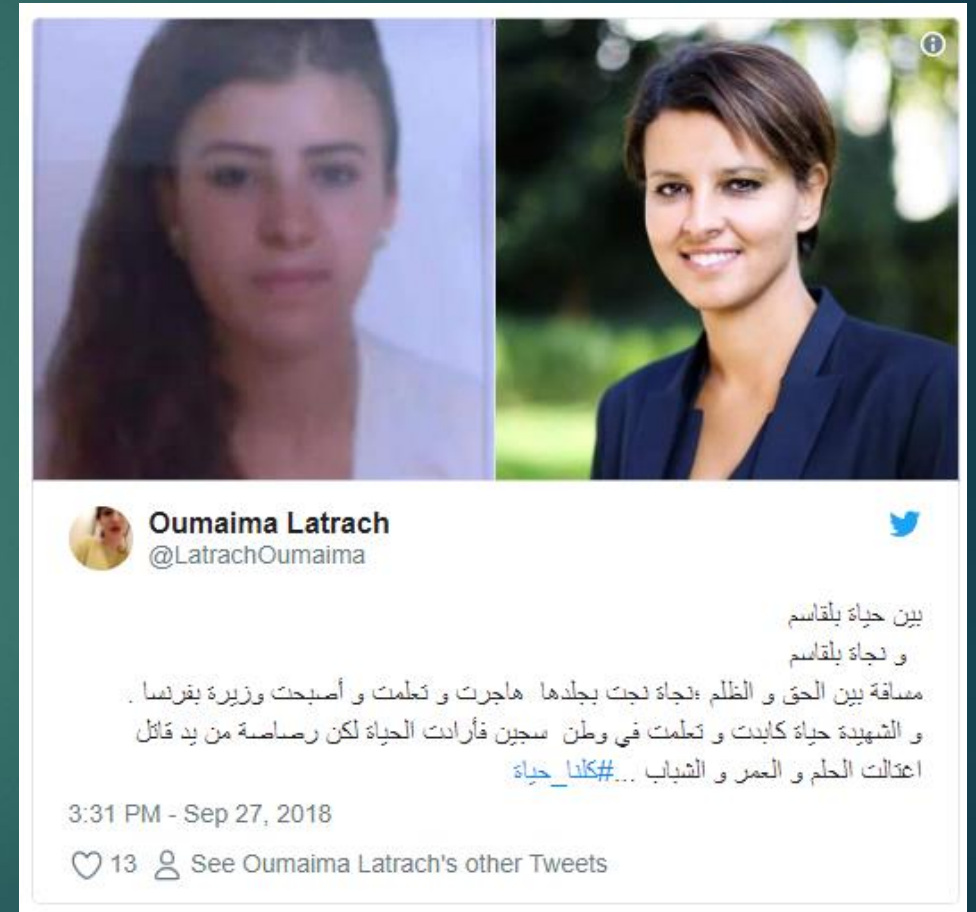 Oumaima Latrach
@LatrachOumaima
بين حياة بلقاسم
و نجاة بلقاسم
مسافة بين الحق و الظلم ؛نجاة نجت بجلدها هاجرت و تعلمت و أصبحت وزيرة بفرنسا .
و الشهيدة حياة كابدت و تعلمت في وطن سجين فأرادت الحياة لكن رصاصة من يد قاتل
اغتالت الحلم و العمر و الشباب ...#كلنا_حياة
3:31 PM - Sep 27, 2018
13 See Oumaima Latrach's other Tweets